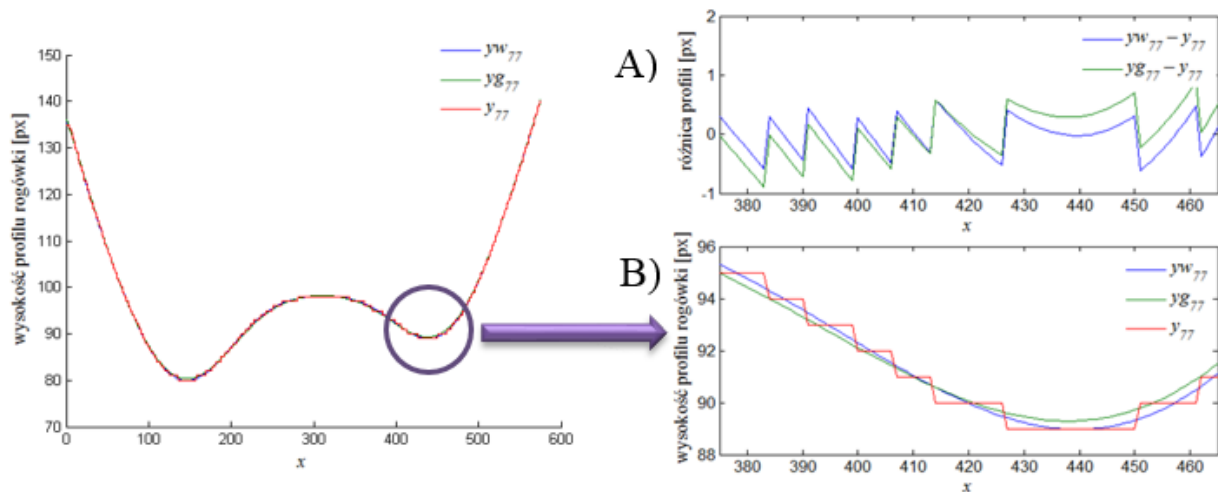 150
140
130
120
110
100
90
80
70
0
100
200
300
400
500
600
x
wysokość profilu rogówki [px]
yw77
yg77
y77
A)
2
1
0
-1
380
390
400
410
420
430
440
450
460
x
różnica profili [px]
yw77 − y77
yg77 − y77
B)
96
94
92
90
88
380
390
400
410
420
430
440
450
460
x
wysokość profilu rogówki [px]
yw77
yg77
y77